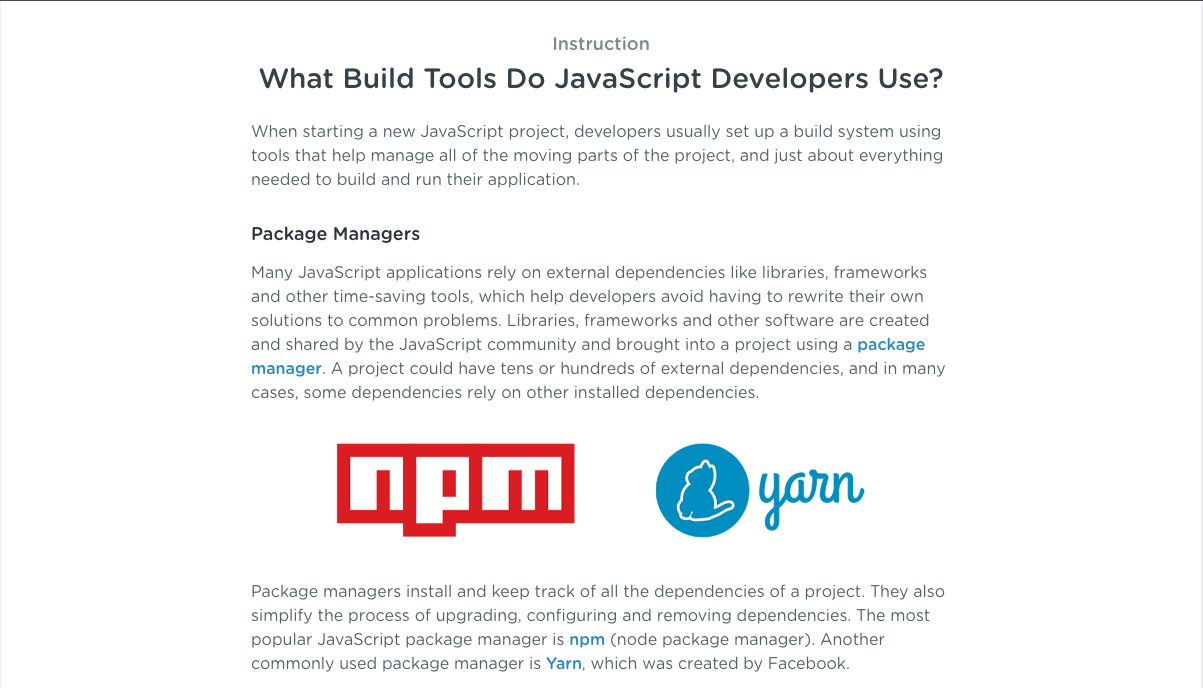 Instruction
What Build Tools Do JavaScript Developers Use?
When starting a new JavaScript project, developers usually set up a build system using
tools that help manage all of the moving parts of the project, and just about everything
needed to build and run their application.
Package Managers
Many JavaScript applications rely on external dependencies like libraries, frameworks
and other time-saving tools, which help developers avoid having to rewrite their own
solutions to common problems. Libraries, frameworks and other software are created
and shared by the JavaScript community and brought into a project using a package
manager. A project could have tens or hundreds of external dependencies, and in many
cases, some dependencies rely on other installed dependencies.
npm yarn
Package managers install and keep track of all the dependencies of a project. They also
simplify the process of upgrading, configuring and removing dependencies. The most
popular JavaScript package manager is npm (node package manager). Another
commonly used package manager is Yarn, which was created by Facebook.